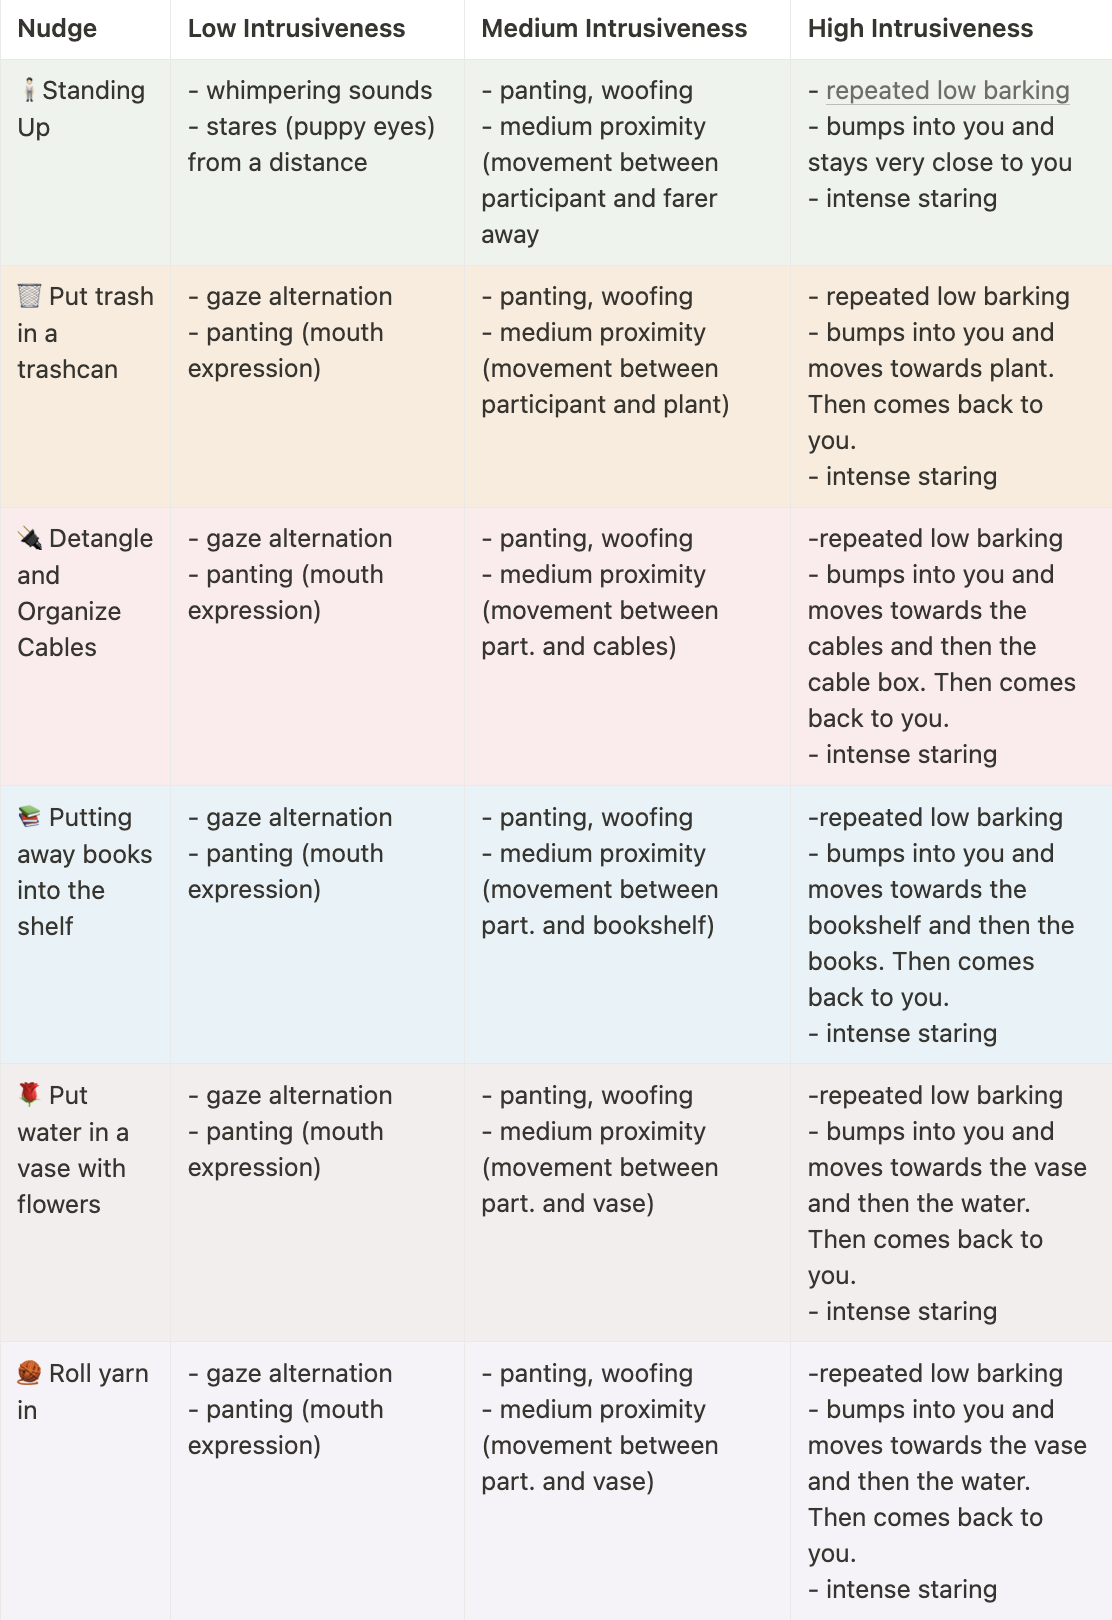 Nudge
Low Intrusiveness
Medium Intrusiveness
High Intrusiveness
Standing
Up
- whimpering sounds
- stares (puppy eyes)
from a distance
- panting, woofing
- medium proximity
(movement between
participant and farer
away
- repeated low barking
- bumps into you and
stays very close to you
- intense staring
Put trash
in a
trashcan
- gaze alternation
- panting (mouth
expression)
- panting, woofing
- medium proximity
(movement between
participant and plant)
- repeated low barking
- bumps into you and
moves towards plant.
Then comes back to
you.
- intense staring
Detangle
and
Organize
Cables
- gaze alternation
- panting (mouth
expression)
- panting, woofing
- medium proximity
(movement between
part. and cables)
-repeated low barking
- bumps into you and
moves towards the
cables and then the
cable box. Then comes
back to you.
- intense staring
Putting
away books
into the
shelf
- gaze alternation
- panting (mouth
expression)
- panting, woofing
- medium proximity
(movement between
part. and bookshelf)
-repeated low barking
- bumps into you and
moves towards the
bookshelf and then the
books. Then comes
back to you.
- intense staring
Put
water in a
vase with
flowers
- gaze alternation
- panting (mouth
expression)
- panting, woofing
- medium proximity
(movement between
part. and vase)
-repeated low barking
- bumps into you and
moves towards the vase
and then the water.
Then comes back to
you.
- intense staring
Roll yarn
in
- gaze alternation
- panting (mouth
expression)
- panting, woofing
- medium proximity
(movement between
part. and vase)
-repeated low barking
- bumps into you and
moves towards the vase
and then the water.
Then comes back to
you.
- intense staring